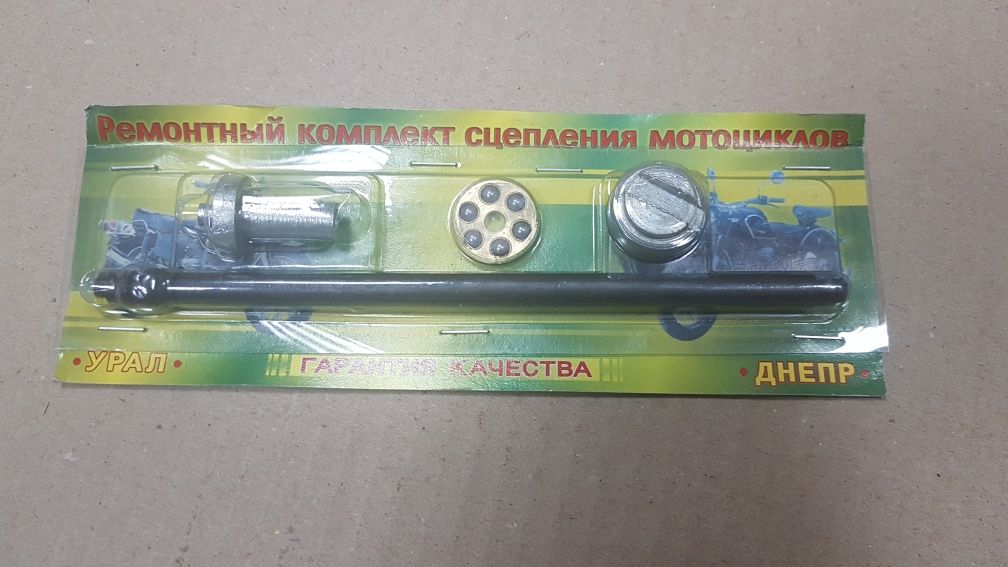 Ремонтный комплект сцепления мотоциклов
• УРАЛ •
ГАРАНТИЯ КАЧЕСТВА
• ДНЕПР •